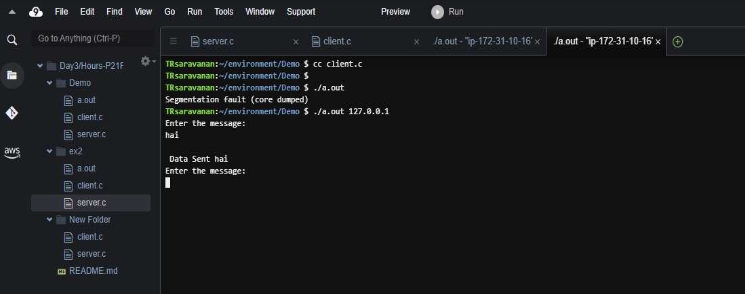 File Edit Find View Go Run Tools Window Support Preview Run
Go to Anything (Ctrl-P)
server.c
client.c
./a.out - "ip-172-31-10-16"
./a.out - "ip-172-31-10-16"
Day3/Hours-P21F
Demo
a.out
client.c
server.c
ex2
a.out
client.c
server.c
New Folder
client.c
server.c
README.md
aws
TRsaravanan:~/environment/Demo $ cc client.c
TRsaravanan:~/environment/Demo $
TRsaravanan:~/environment/Demo $ ./a.out
Segmentation fault (core dumped)
TRsaravanan:~/environment/Demo $ ./a.out 127.0.0.1
Enter the message:
hai
Data Sent hai
Enter the message: